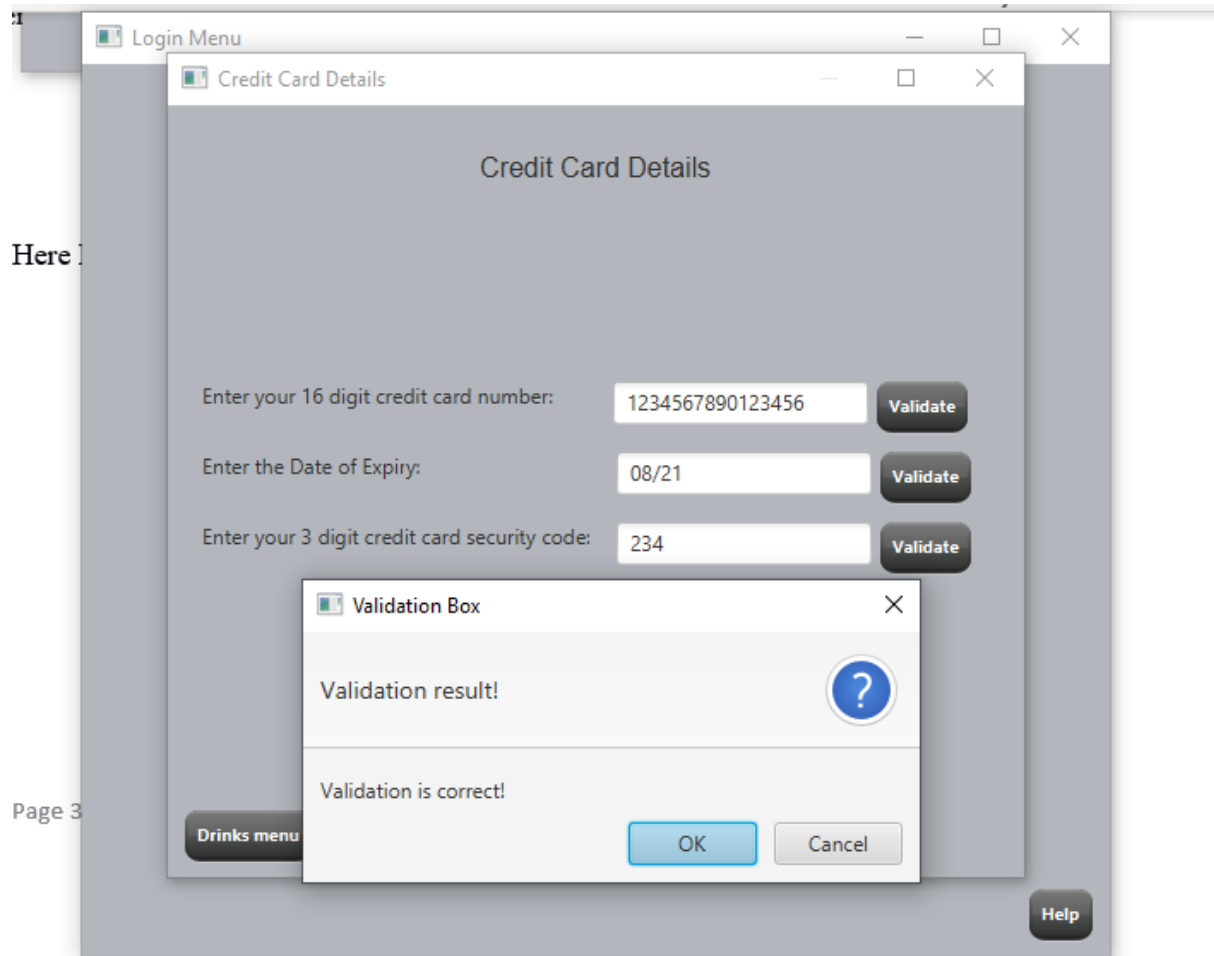 Login Menu
Credit Card Details
Credit Card Details
Here
Enter your 16 digit credit card number:
1234567890123456
Validate
Enter the Date of Expiry:
08/21
Validate
Enter your 3 digit credit card security code:
234
Validate
Validation Box
Validation result!
?
Validation is correct!
Page 3
Drinks menu
OK
Cancel
Help